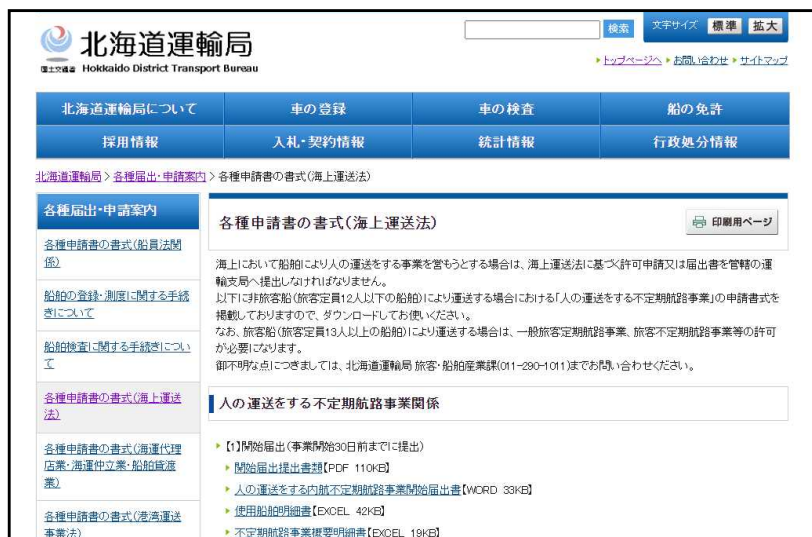 北海道運輸局
国土交通省 Hokkaido District Transport Bureau
検索 文字サイズ 標準 拡大
トップページへ お問い合わせ サイトマップ
北海道運輸局について 車の登録 車の検査 船の免許
採用情報 入札・契約情報 統計情報 行政処分情報
北海道運輸局 > 各種届出・申請案内 > 各種申請書の書式(海上運送法)
各種届出・申請案内
各種申請書の書式(船員法関
係)
船舶の登録・測度に関する手続
きについて
船舶検査に関する手続きについ
て
各種申請書の書式(海上運送
法)
各種申請書の書式(海運代理
店業・海運仲立業・船舶貸渡
業)
各種申請書の書式(港湾運送
事業法)
各種申請書の書式(海上運送法)
印刷用ページ
海上において船舶により人の運送をする事業を営もうとする場合は、海上運送法に基づく許可申請又は届出書を管轄の運
輸支局へ提出しなければなりません。
以下に非旅客船(旅客定員12人以下の船舶)により運送する場合における「人の運送をする不定期航路事業」の申請書式を
掲載しておりますので、ダウンロードしてお使いください。
なお、旅客船(旅客定員13人以上の船舶)により運送する場合は、一般旅客定期航路事業、旅客不定期航路事業等の許可
が必要になります。
御不明な点につきましては、北海道運輸局 旅客・船舶産業課(011-290-1011)までお問い合わせください。
人の運送をする不定期航路事業関係
【1】開始届出(事業開始30日前までに提出)
開始届出提出書類【PDF 110KB】
人の運送をする内航不定期航路事業開始届出書【WORD 33KB】
使用船舶明細書【EXCEL 42KB】
不定期航路事業概要明細書【EXCEL 19KB】